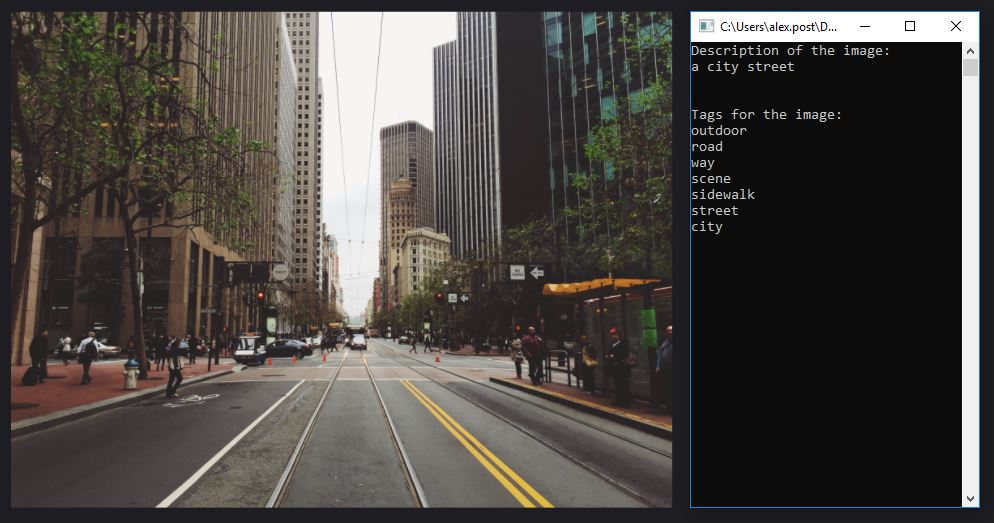 C:\Users\alex.post\D...
Description of the image:
a city street
Tags for the image:
outdoor
road
way
scene
sidewalk
street
city